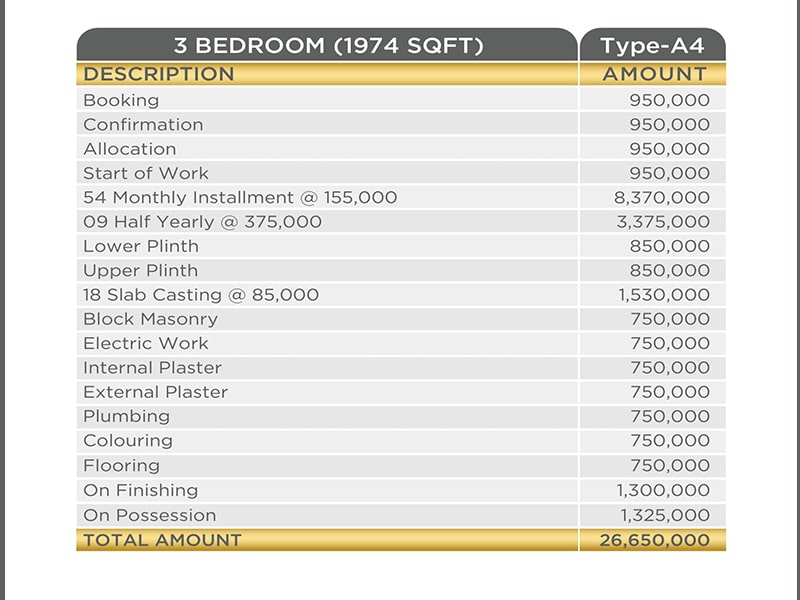 3 BEDROOM (1974 SQFT) Type-A4
DESCRIPTION AMOUNT
Booking 950,000
Confirmation 950,000
Allocation 950,000
Start of Work 950,000
54 Monthly Installment @ 155,000 8,370,000
09 Half Yearly @ 375,000 3,375,000
Lower Plinth 850,000
Upper Plinth 850,000
18 Slab Casting @ 85,000 1,530,000
Block Masonry 750,000
Electric Work 750,000
Internal Plaster 750,000
External Plaster 750,000
Plumbing 750,000
Colouring 750,000
Flooring 750,000
On Finishing 1,300,000
On Possession 1,325,000
TOTAL AMOUNT 26,650,000